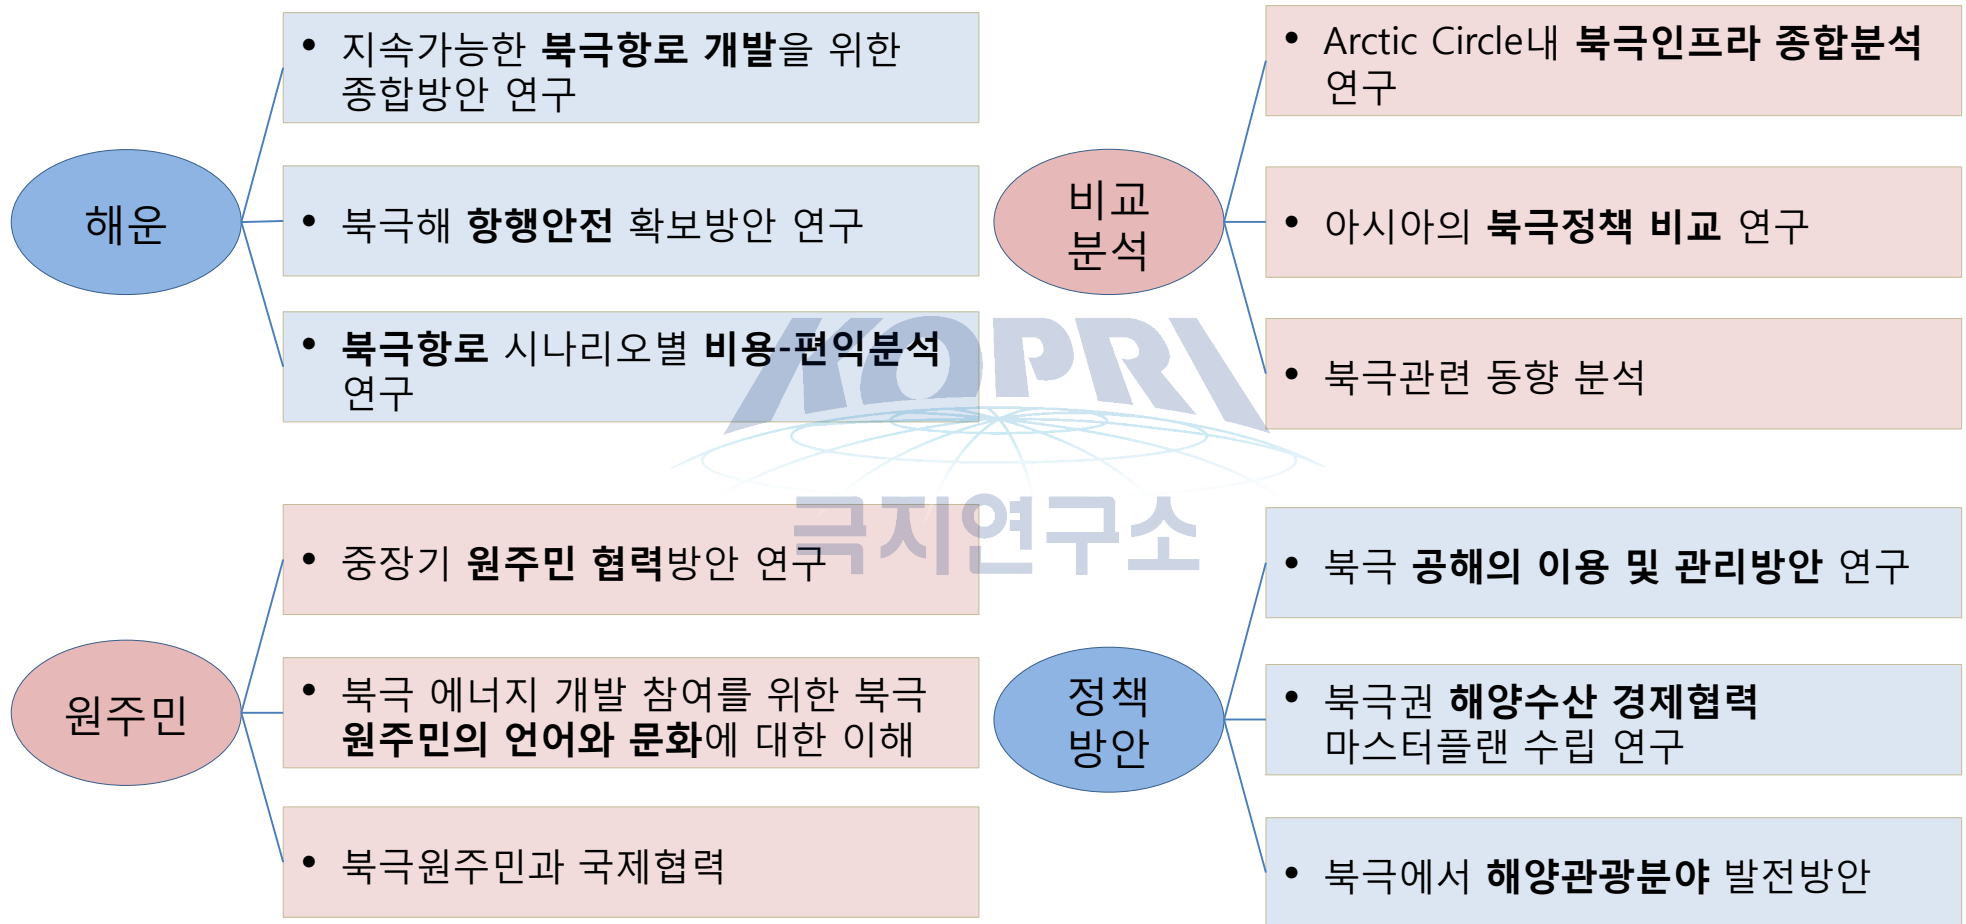 해운
• 지속가능한 북극항로 개발을 위한
종합방안 연구
• 북극해 항행안전 확보방안 연구
• 북극항로 시나리오별 비용-편익분석
연구
비교
분석
• Arctic Circle내 북극인프라 종합분석
연구
• 아시아의 북극정책 비교 연구
• 북극관련 동향 분석
KOPRI
극지연구소
원주민
• 중장기 원주민 협력방안 연구
• 북극 에너지 개발 참여를 위한 북극
원주민의 언어와 문화에 대한 이해
• 북극원주민과 국제협력
정책
방안
• 북극 공해의 이용 및 관리방안 연구
• 북극권 해양수산 경제협력
마스터플랜 수립 연구
• 북극에서 해양관광분야 발전방안